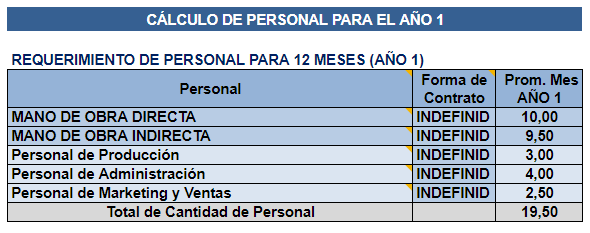 CÁLCULO DE PERSONAL PARA EL AÑO 1
REQUERIMIENTO DE PERSONAL PARA 12 MESES (AÑO 1)
Personal Forma de Contrato Prom. Mes AÑO 1
MANO DE OBRA DIRECTA INDEFINID 10,00
MANO DE OBRA INDIRECTA INDEFINID 9,50
Personal de Producción INDEFINID 3,00
Personal de Administración INDEFINID 4,00
Personal de Marketing y Ventas INDEFINID 2,50
Total de Cantidad de Personal 19,50